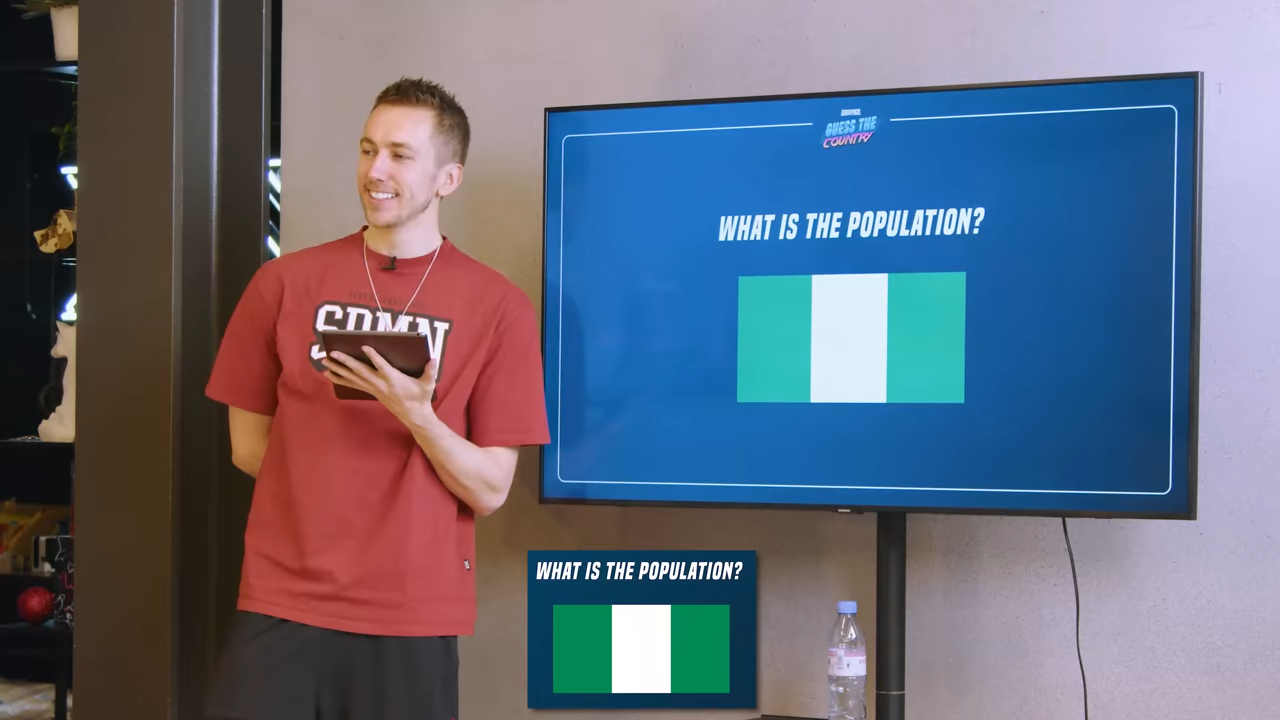 GUESS THE
COUNTRY
WHAT IS THE POPULATION?
SDMN
WHAT IS THE POPULATION?